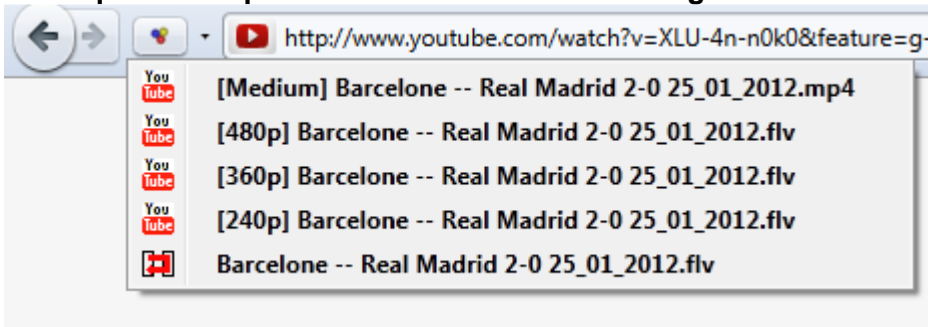 http://www.youtube.com/watch?v=XLU-4n-n0k0&feature=g-
You Tube [Medium] Barcelone -- Real Madrid 2-0 25_01_2012.mp4
You Tube [480p] Barcelone -- Real Madrid 2-0 25_01_2012.flv
You Tube [360p] Barcelone -- Real Madrid 2-0 25_01_2012.flv
You Tube [240p] Barcelone -- Real Madrid 2-0 25_01_2012.flv
Barcelone -- Real Madrid 2-0 25_01_2012.flv